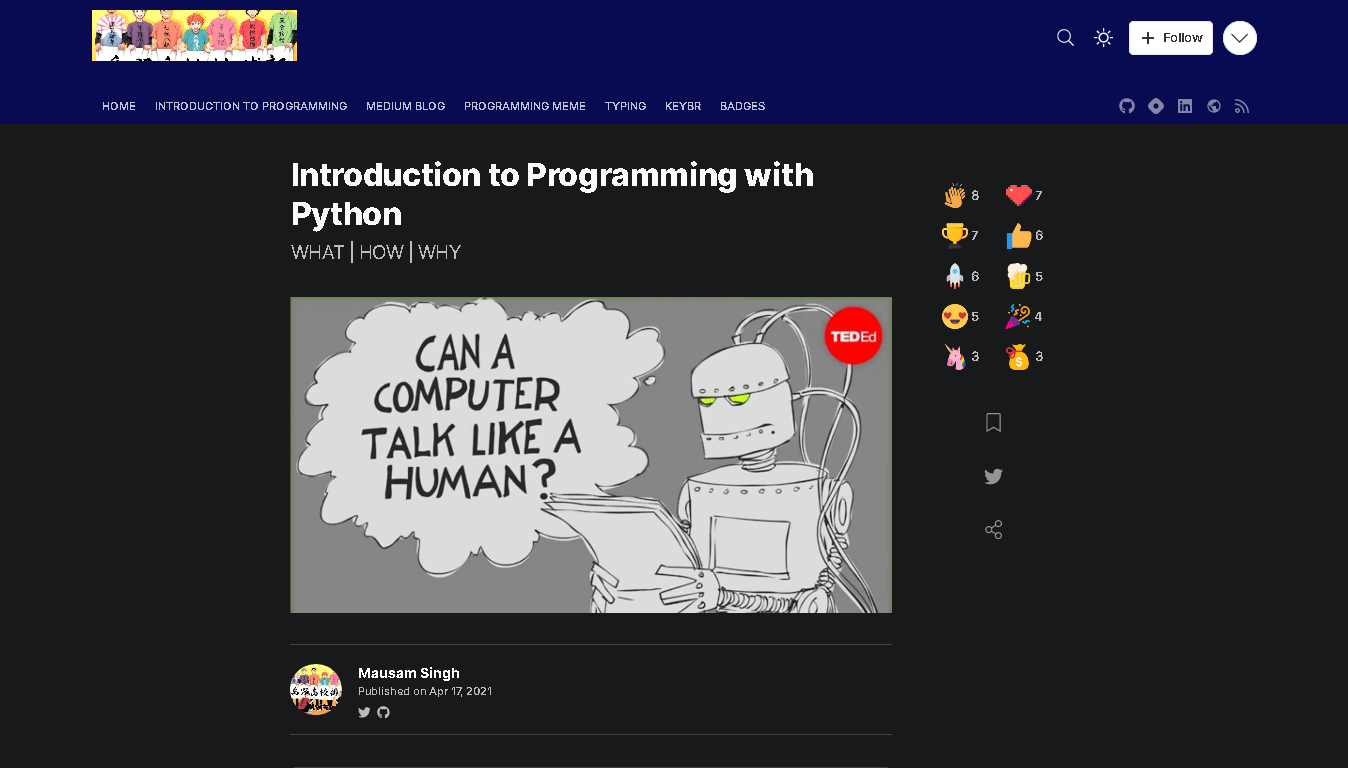 Follow
HOME INTRODUCTION TO PROGRAMMING MEDIUM BLOG PROGRAMMING MEME TYPING KEYBR BADGES
Introduction to Programming with
Python
WHAT | HOW | WHY
8 7
7 6
6 5
5 4
3 3
TEDEd
CAN A
COMPUTER
TALK LIKE A
HUMAN?
Mausam Singh
Published on Apr 17, 2021